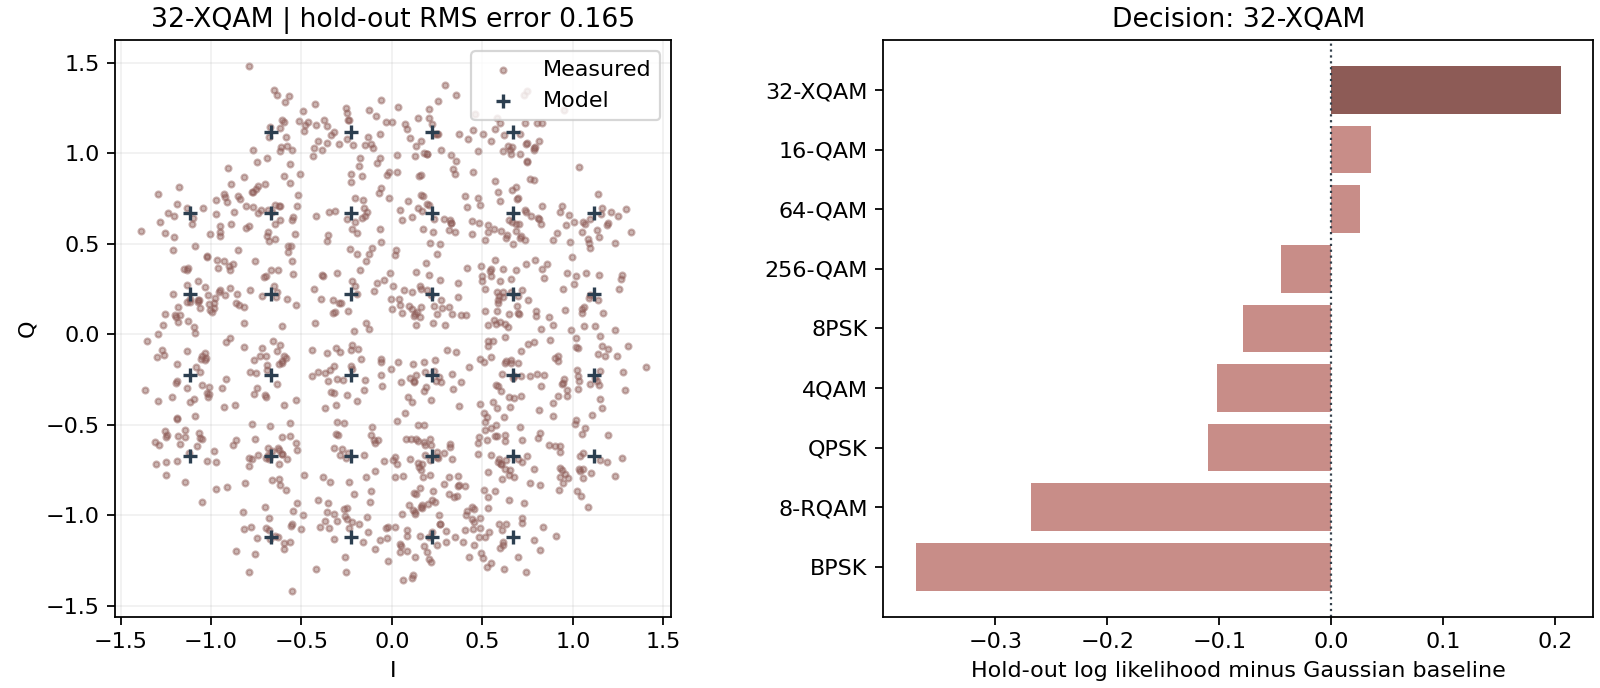 32-XQAM | hold-out RMS error 0.165
Measured
Model
1.5
1.0
0.5
0.0
−0.5
−1.0
−1.5
Q
−1.5
−1.0
−0.5
0.0
0.5
1.0
1.5
I
Decision: 32-XQAM
32-XQAM
16-QAM
64-QAM
256-QAM
8PSK
4QAM
QPSK
8-RQAM
BPSK
−0.3
−0.2
−0.1
0.0
0.1
0.2
Hold-out log likelihood minus Gaussian baseline